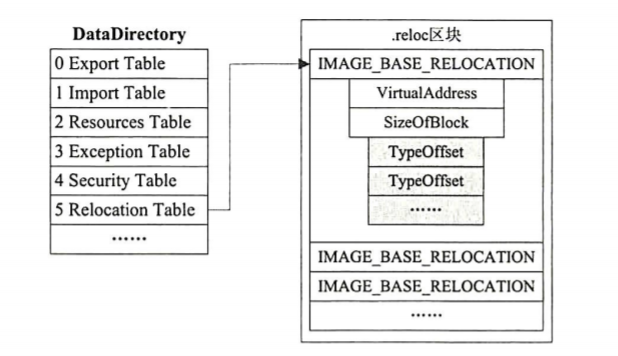 DataDirectory
0 Export Table
1 Import Table
2 Resources Table
3 Exception Table
4 Security Table
5 Relocation Table
……
.reloc区块
IMAGE_BASE_RELOCATION
VirtualAddress
SizeOfBlock
TypeOffset
TypeOffset
……
IMAGE_BASE_RELOCATION
IMAGE_BASE_RELOCATION
……